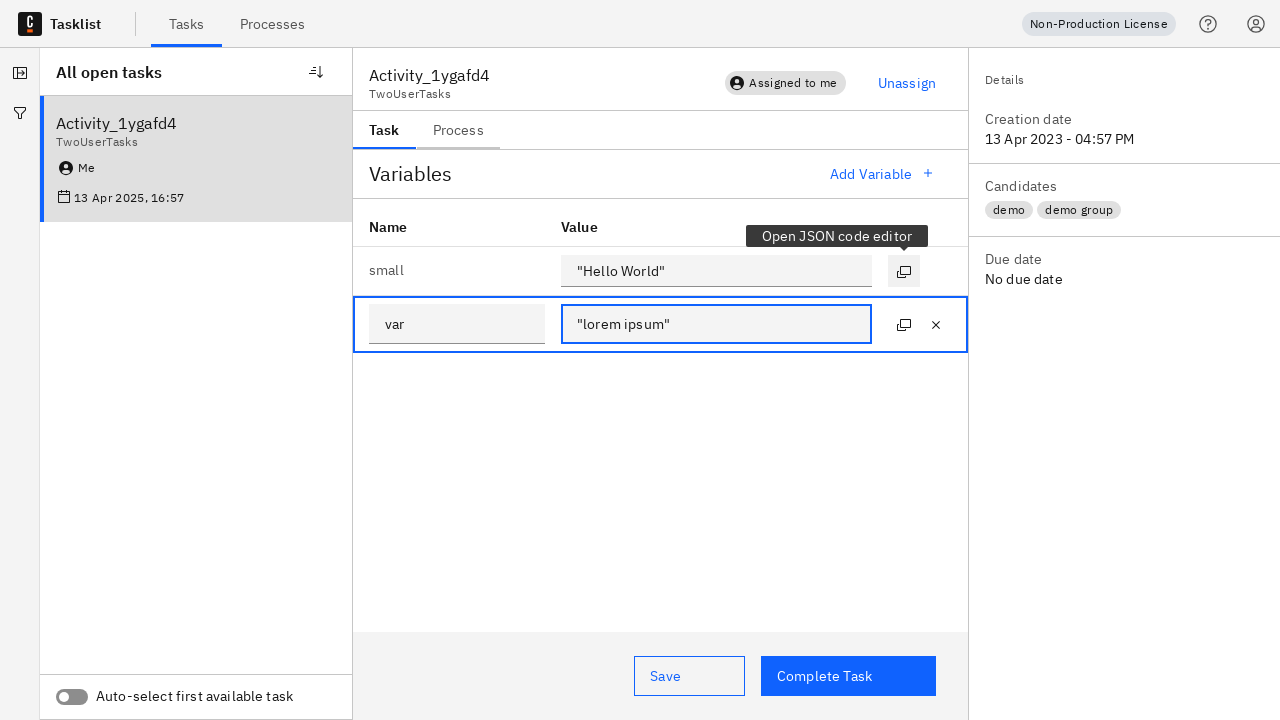 Tasklist
Tasks
Processes
Non-Production License
All open tasks
Activity_1ygafd4
TwoUserTasks
Me
13 Apr 2025, 16:57
Auto-select first available task
Activity_1ygafd4
TwoUserTasks
Assigned to me
Unassign
Task
Process
Variables
Add Variable +
Name
Value
Open JSON code editor
small
"Hello World"
var
"lorem ipsum"
Save
Complete Task
Details
Creation date
13 Apr 2023 - 04:57 PM
Candidates
demo
demo group
Due date
No due date